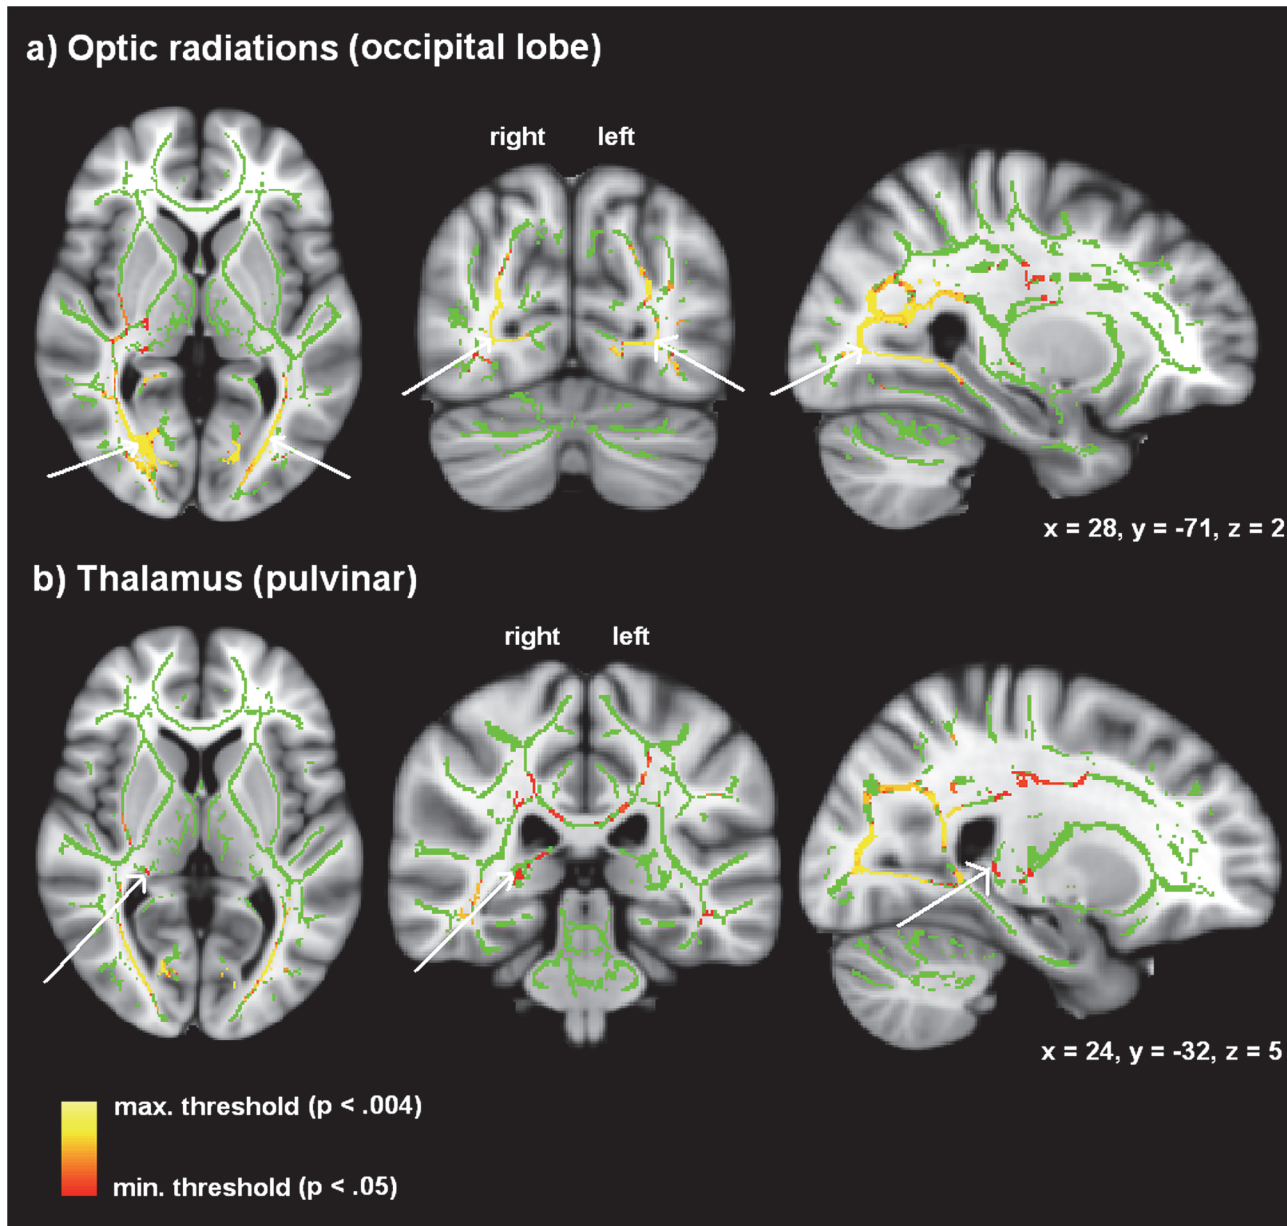 a) Optic radiations (occipital lobe)
right left
x = 28, y = -71, z = 2
b) Thalamus (pulvinar)
right left
x = 24, y = -32, z = 5
max. threshold (p < .004)
min. threshold (p < .05)